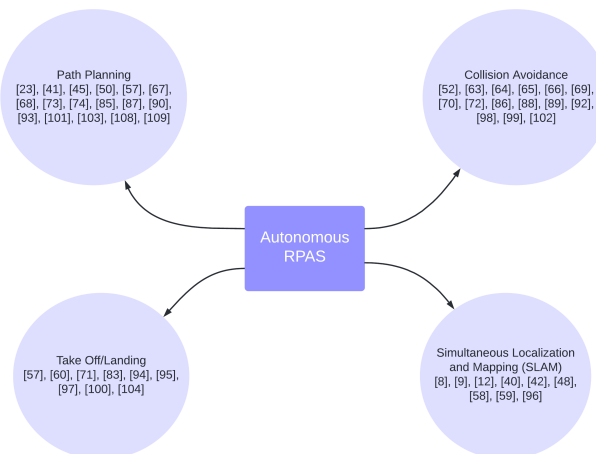 Path Planning
[23], [41], [45], [50], [57], [67],
[68], [73], [74], [85], [87], [90],
[93], [101], [103], [108], [109]
Collision Avoidance
[52], [63], [64], [65], [66], [69],
[70], [72], [86], [88], [89], [92],
[98], [99], [102]
Autonomous
RPAS
Take Off/Landing
[57], [60], [71], [83], [94], [95],
[97], [100], [104]
Simultaneous Localization
and Mapping (SLAM)
[8], [9], [12], [40], [42], [48],
[58], [59], [96]